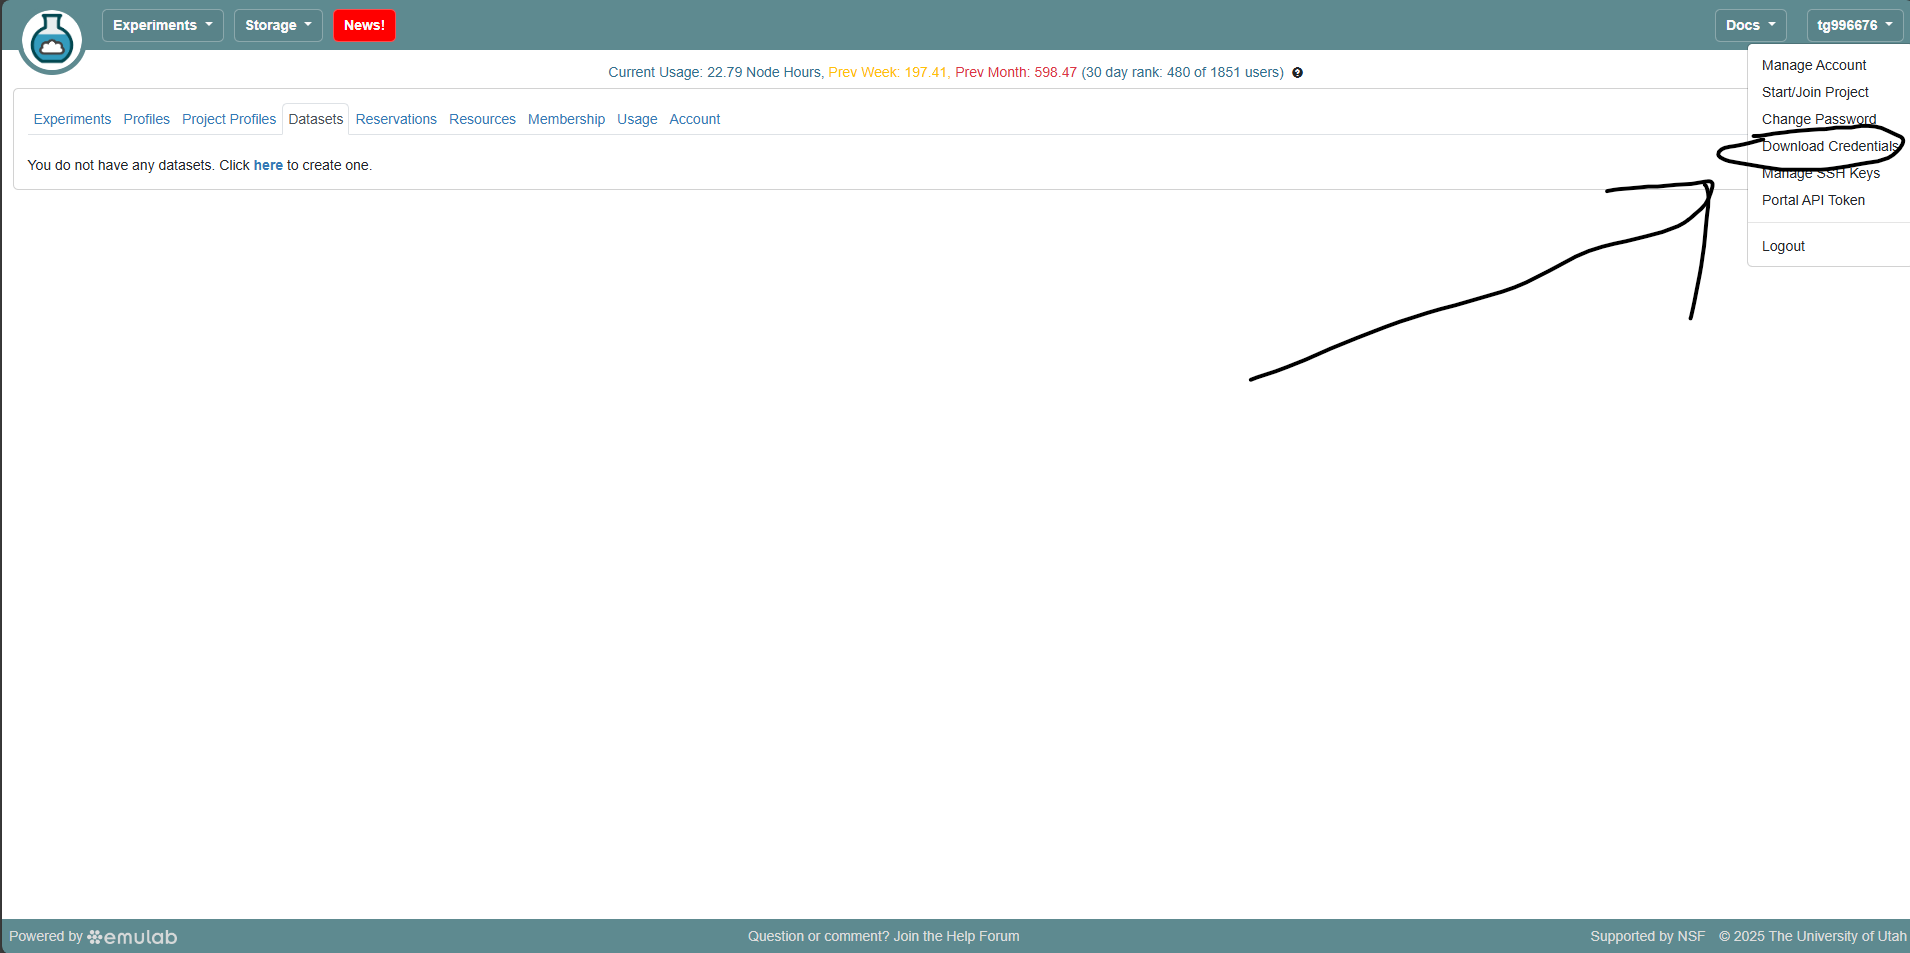 Experiments Storage News! Docs tg996676
Current Usage: 22.79 Node Hours, Prev Week: 197.41, Prev Month: 598.47 (30 day rank: 480 of 1851 users)
Manage Account
Start/Join Project
Change Password
Download Credentials
Manage SSH Keys
Portal API Token
Logout
Experiments Profiles Project Profiles Datasets Reservations Resources Membership Usage Account
You do not have any datasets. Click here to create one.
Powered by emulab Question or comment? Join the Help Forum Supported by NSF © 2025 The University of Utah